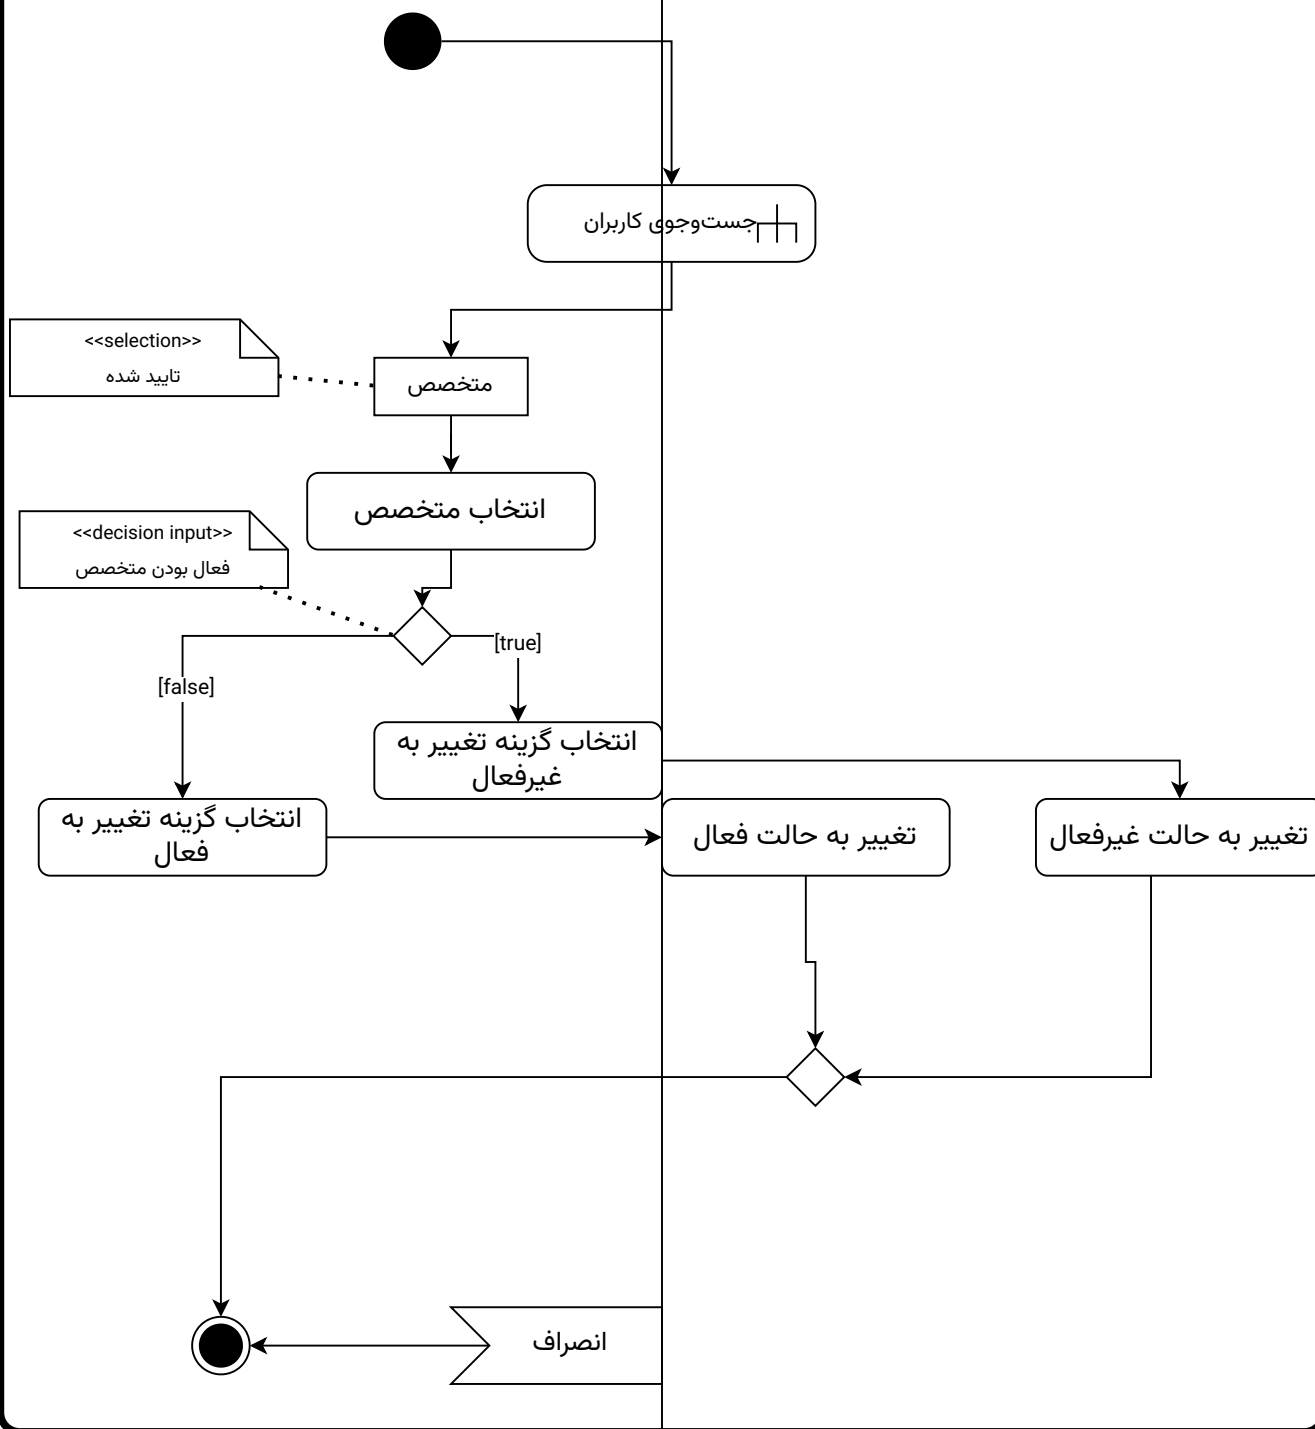 جست‌وجوی کاربران
<<selection>>
تایید شده
متخصص
انتخاب متخصص
<<decision input>>
فعال بودن متخصص
[true]
[false]
انتخاب گزینه تغییر به
غیرفعال
انتخاب گزینه تغییر به
فعال
تغییر به حالت فعال
تغییر به حالت غیرفعال
انصراف